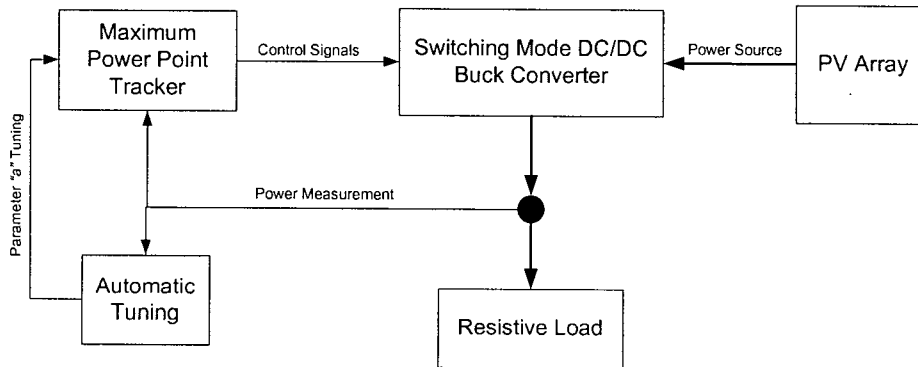 Maximum
Power Point
Tracker
Control Signals
Switching Mode DC/DC
Buck Converter
Power Source
PV Array
Parameter "a" Tuning
Power Measurement
Automatic
Tuning
Resistive Load